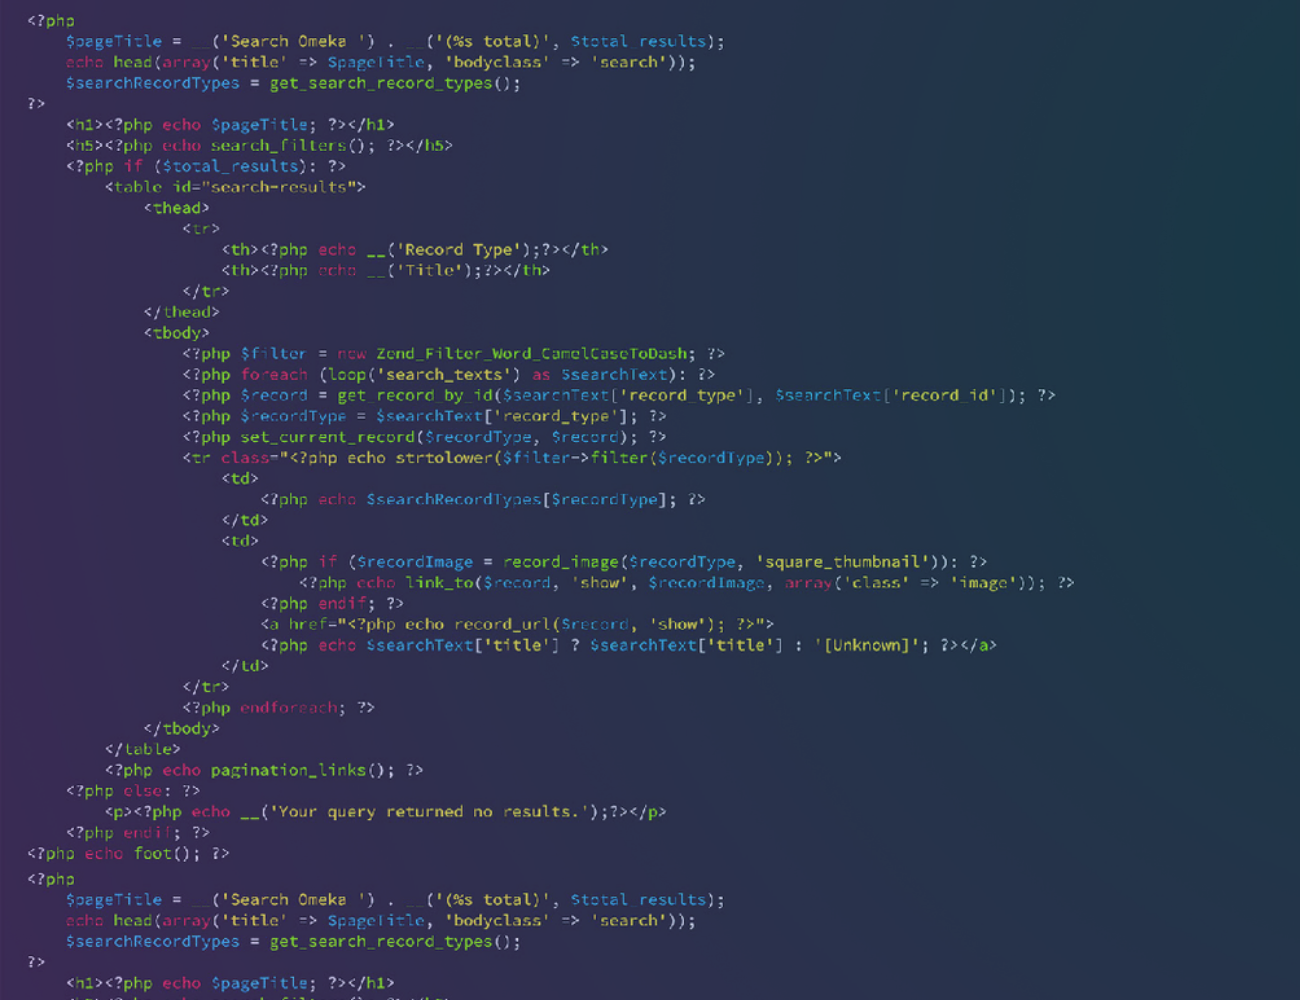 <?php
$pageTitle = __('Search Omeka ') . __('(%s total)', $total_results);
echo head(array('title' => $pageTitle, 'bodyclass' => 'search'));
$searchRecordTypes = get_search_record_types();
?>
<h1><?php echo $pageTitle; ?></h1>
<h5><?php echo search_filters(); ?></h5>
<?php if ($total_results): ?>
<table id="search-results">
<thead>
<tr>
<th><?php echo __('Record Type');?></th>
<th><?php echo __('Title');?></th>
</tr>
</thead>
<tbody>
<?php $filter = new Zend_Filter_Word_CamelCaseToDash; ?>
<?php foreach (loop('search_texts') as $searchText): ?>
<?php $record = get_record_by_id($searchText['record_type'], $searchText['record_id']); ?>
<?php $recordType = $searchText['record_type']; ?>
<?php set_current_record($recordType, $record); ?>
<tr class="<?php echo strtolower($filter->filter($recordType)); ?>">
<td>
<?php echo $searchRecordTypes[$recordType]; ?>
</td>
<td>
<?php if ($recordImage = record_image($recordType, 'square_thumbnail')): ?>
<?php echo link_to($record, 'show', $recordImage, array('class' => 'image')); ?>
<?php endif; ?>
<a href="<?php echo record_url($record, 'show'); ?>">
<?php echo $searchText['title'] ? $searchText['title'] : '[Unknown]'; ?></a>
</td>
</tr>
<?php endforeach; ?>
</tbody>
</table>
<?php echo pagination_links(); ?>
<?php else: ?>
<p><?php echo __('Your query returned no results.');?></p>
<?php endif; ?>
<?php echo foot(); ?>
<?php
$pageTitle = __('Search Omeka ') . __('(%s total)', $total_results);
echo head(array('title' => $pageTitle, 'bodyclass' => 'search'));
$searchRecordTypes = get_search_record_types();
?>
<h1><?php echo $pageTitle; ?></h1>